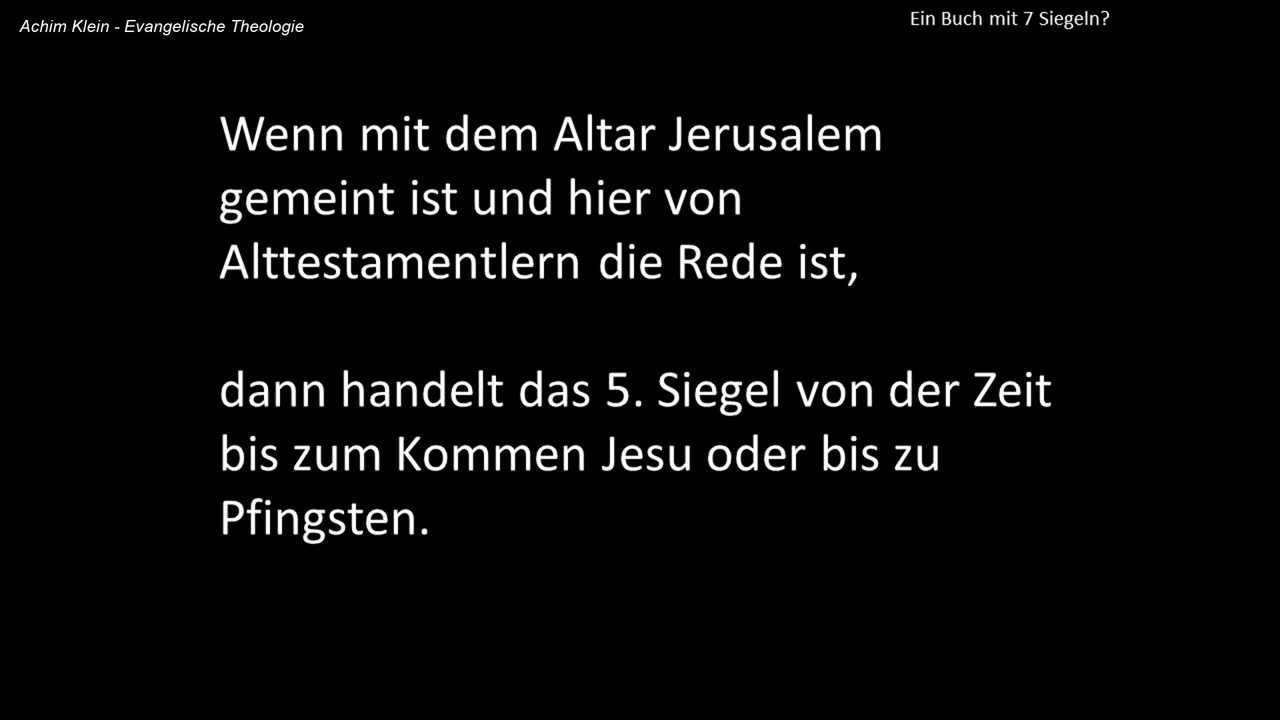 Achim Klein - Evangelische Theologie
Ein Buch mit 7 Siegeln?
Wenn mit dem Altar Jerusalem
gemeint ist und hier von
Alttestamentlern die Rede ist,
dann handelt das 5. Siegel von der Zeit
bis zum Kommen Jesu oder bis zu
Pfingsten.